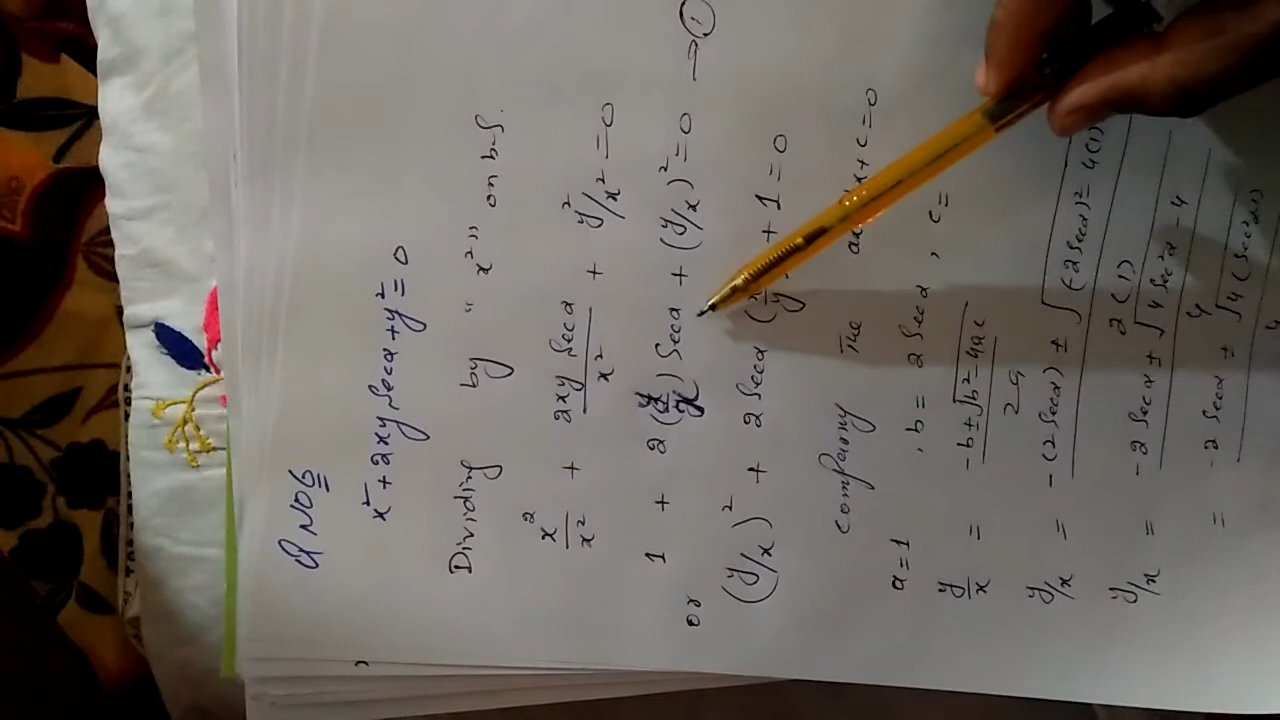 Q NO6
x² + 2xy Secα + y² = 0
Dividing by " x² " on b-S.
x²/x² + 2xy Secα/x² + y²/x² = 0
1 + 2(y/x) Secα + (y/x)² = 0 → ①
or
(y/x)² + 2 Secα (x/y) + 1 = 0
Comparing The x + c = 0
a = 1 , b = 2 Secα , c =
y/x = -b ± √b² - 4ac / 2a
y/x = -(2 Secα) ± √(-2 Secα)² - 4(1) / 2(1)
y/x = -2 Secα ± √4 Sec²α - 4 / 4
= -2 Secα ± √4(Sec²α-1)